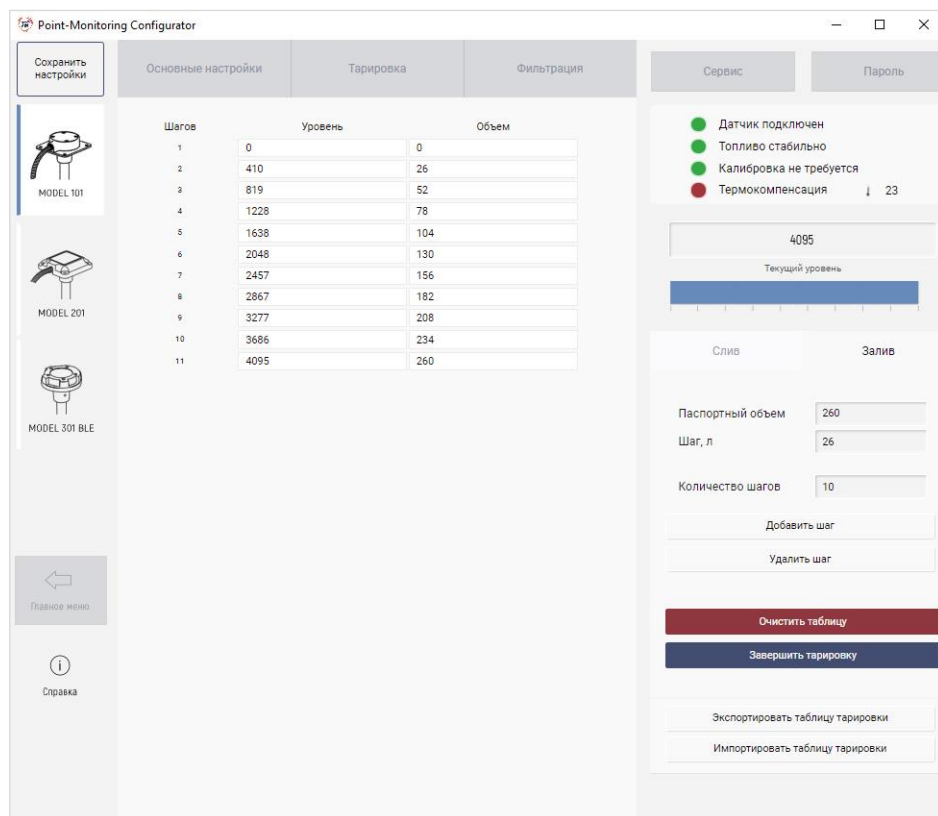 Point-Monitoring Configurator
Сохранить
настройки
Основные настройки
Тарировка
Фильтрация
Сервис
Пароль
MODEL 101
MODEL 201
MODEL 301 BLE
Главное меню
Справка
Шагов Уровень Объем
1 0 0
2 410 26
3 819 52
4 1228 78
5 1638 104
6 2048 130
7 2457 156
8 2867 182
9 3277 208
10 3686 234
11 4095 260
Датчик подключен
Топливо стабильно
Калибровка не требуется
Термокомпенсация ↓ 23
4095
Текущий уровень
Слив Залив
Паспортный объем 260
Шаг, л 26
Количество шагов 10
Добавить шаг
Удалить шаг
Очистить таблицу
Завершить тарировку
Экспортировать таблицу тарировки
Импортировать таблицу тарировки